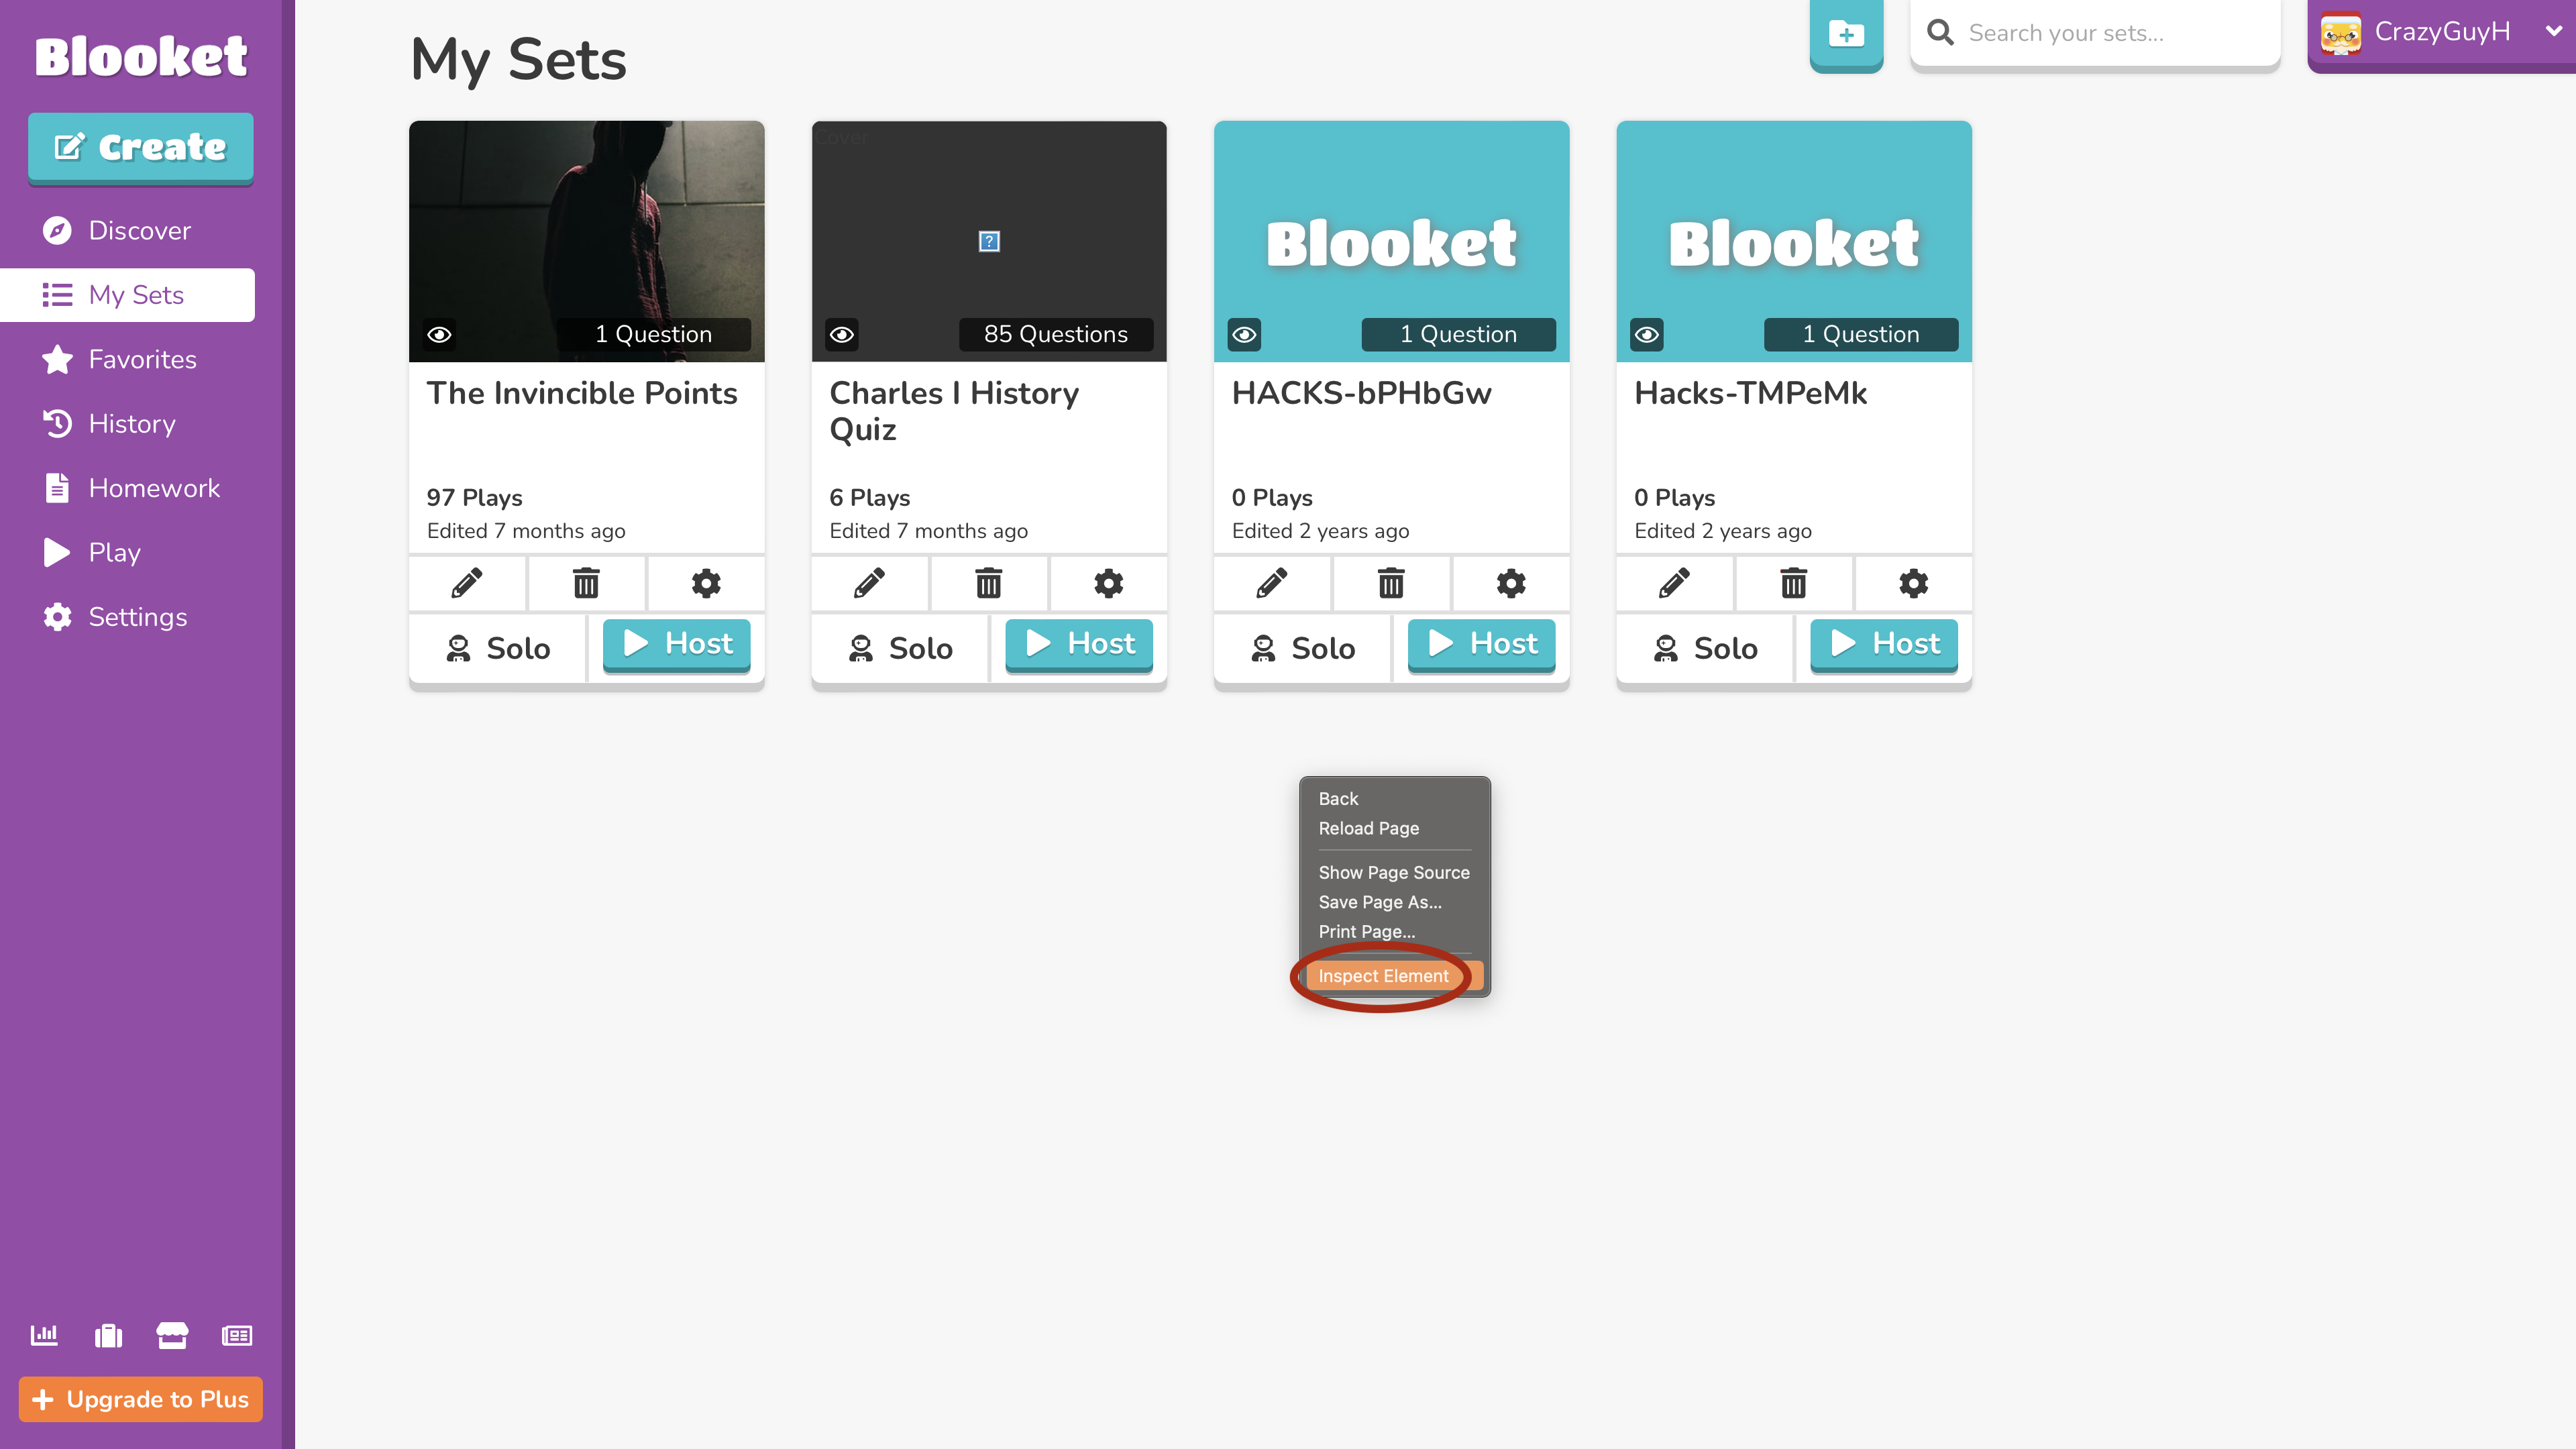 Blooket
Create
Discover
My Sets
Favorites
History
Homework
Play
Settings
Upgrade to Plus
My Sets
Search your sets...
CrazyGuyH
1 Question
The Invincible Points
97 Plays
Edited 7 months ago
Solo
Host
Cover
85 Questions
Charles I History
Quiz
6 Plays
Edited 7 months ago
Solo
Host
Blooket
1 Question
HACKS-bPHbGw
0 Plays
Edited 2 years ago
Solo
Host
Blooket
1 Question
Hacks-TMPeMk
0 Plays
Edited 2 years ago
Solo
Host
Back
Reload Page
Show Page Source
Save Page As...
Print Page...
Inspect Element